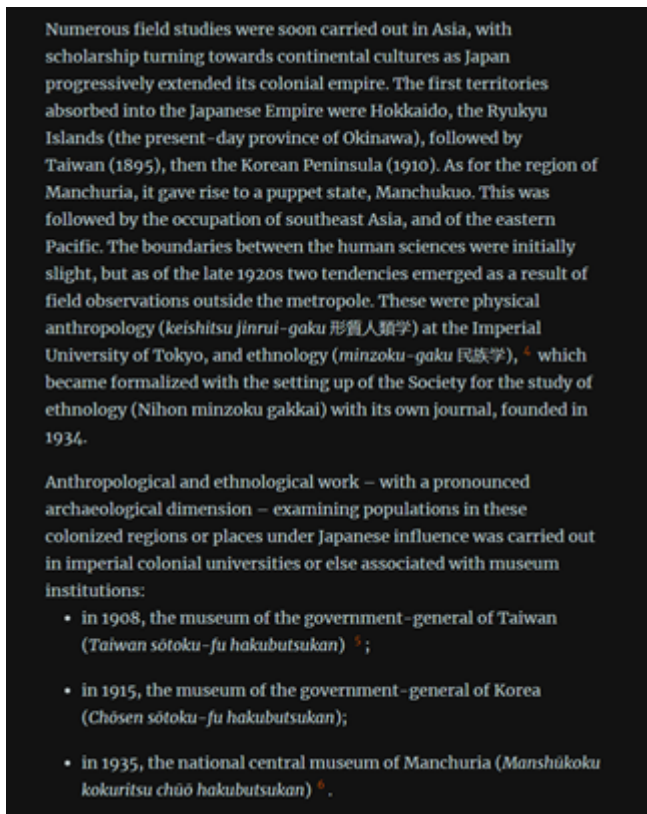 Numerous field studies were soon carried out in Asia, with
scholarship turning towards continental cultures as Japan
progressively extended its colonial empire. The first territories
absorbed into the Japanese Empire were Hokkaido, the Ryukyu
Islands (the present-day province of Okinawa), followed by
Taiwan (1895), then the Korean Peninsula (1910). As for the region of
Manchuria, it gave rise to a puppet state, Manchukuo. This was
followed by the occupation of southeast Asia, and of the eastern
Pacific. The boundaries between the human sciences were initially
slight, but as of the late 1920s two tendencies emerged as a result of
field observations outside the metropole. These were physical
anthropology (keishitsu jinrui-gaku 形質人類学) at the Imperial
University of Tokyo, and ethnology (minzoku-gaku 民族学), 4 which
became formalized with the setting up of the Society for the study of
ethnology (Nihon minzoku gakkai) with its own journal, founded in
1934.
Anthropological and ethnological work – with a pronounced
archaeological dimension – examining populations in these
colonized regions or places under Japanese influence was carried out
in imperial colonial universities or else associated with museum
institutions:
• in 1908, the museum of the government-general of Taiwan
(Taiwan sōtoku-fu hakubutsukan) 5 ;
• in 1915, the museum of the government-general of Korea
(Chōsen sōtoku-fu hakubutsukan);
• in 1935, the national central museum of Manchuria (Manshūkoku
kokuritsu chūō hakubutsukan) 6 .